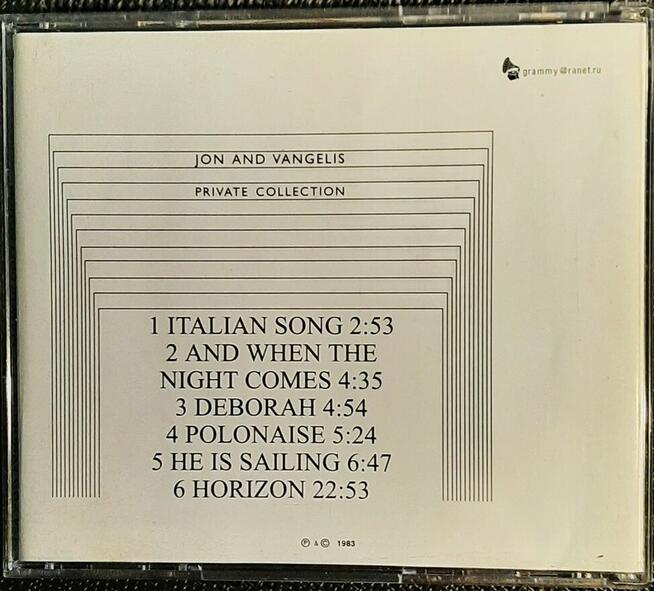 grammy@ranet.ru
JON AND VANGELIS
PRIVATE COLLECTION
1 ITALIAN SONG 2:53
2 AND WHEN THE
NIGHT COMES 4:35
3 DEBORAH 4:54
4 POLONAISE 5:24
5 HE IS SAILING 6:47
6 HORIZON 22:53
℗ & © 1983